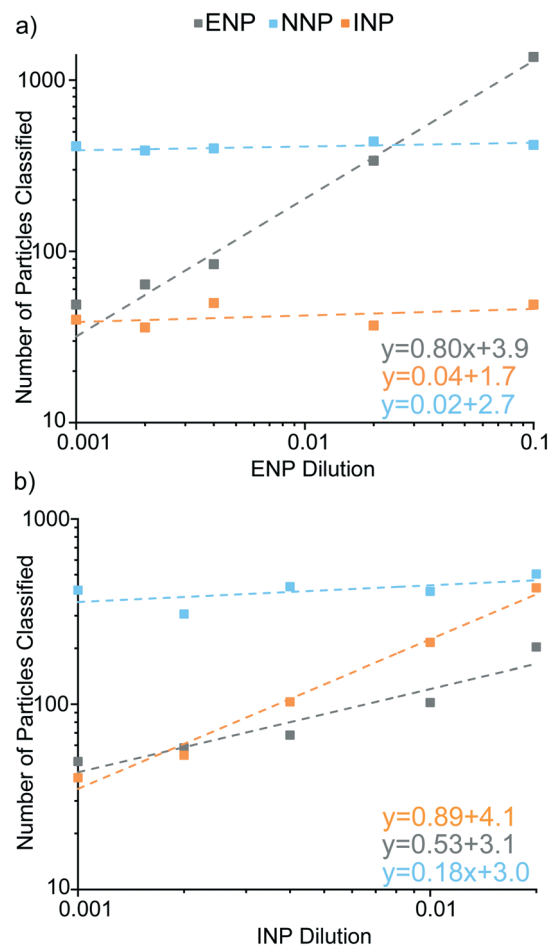 a)
ENP NNP INP
1000
100
10
Number of Particles Classified
y=0.80x+3.9
y=0.04+1.7
y=0.02+2.7
0.001 0.01 0.1
ENP Dilution
b)
1000
100
10
Number of Particles Classified
y=0.89+4.1
y=0.53+3.1
y=0.18x+3.0
0.001 0.01
INP Dilution